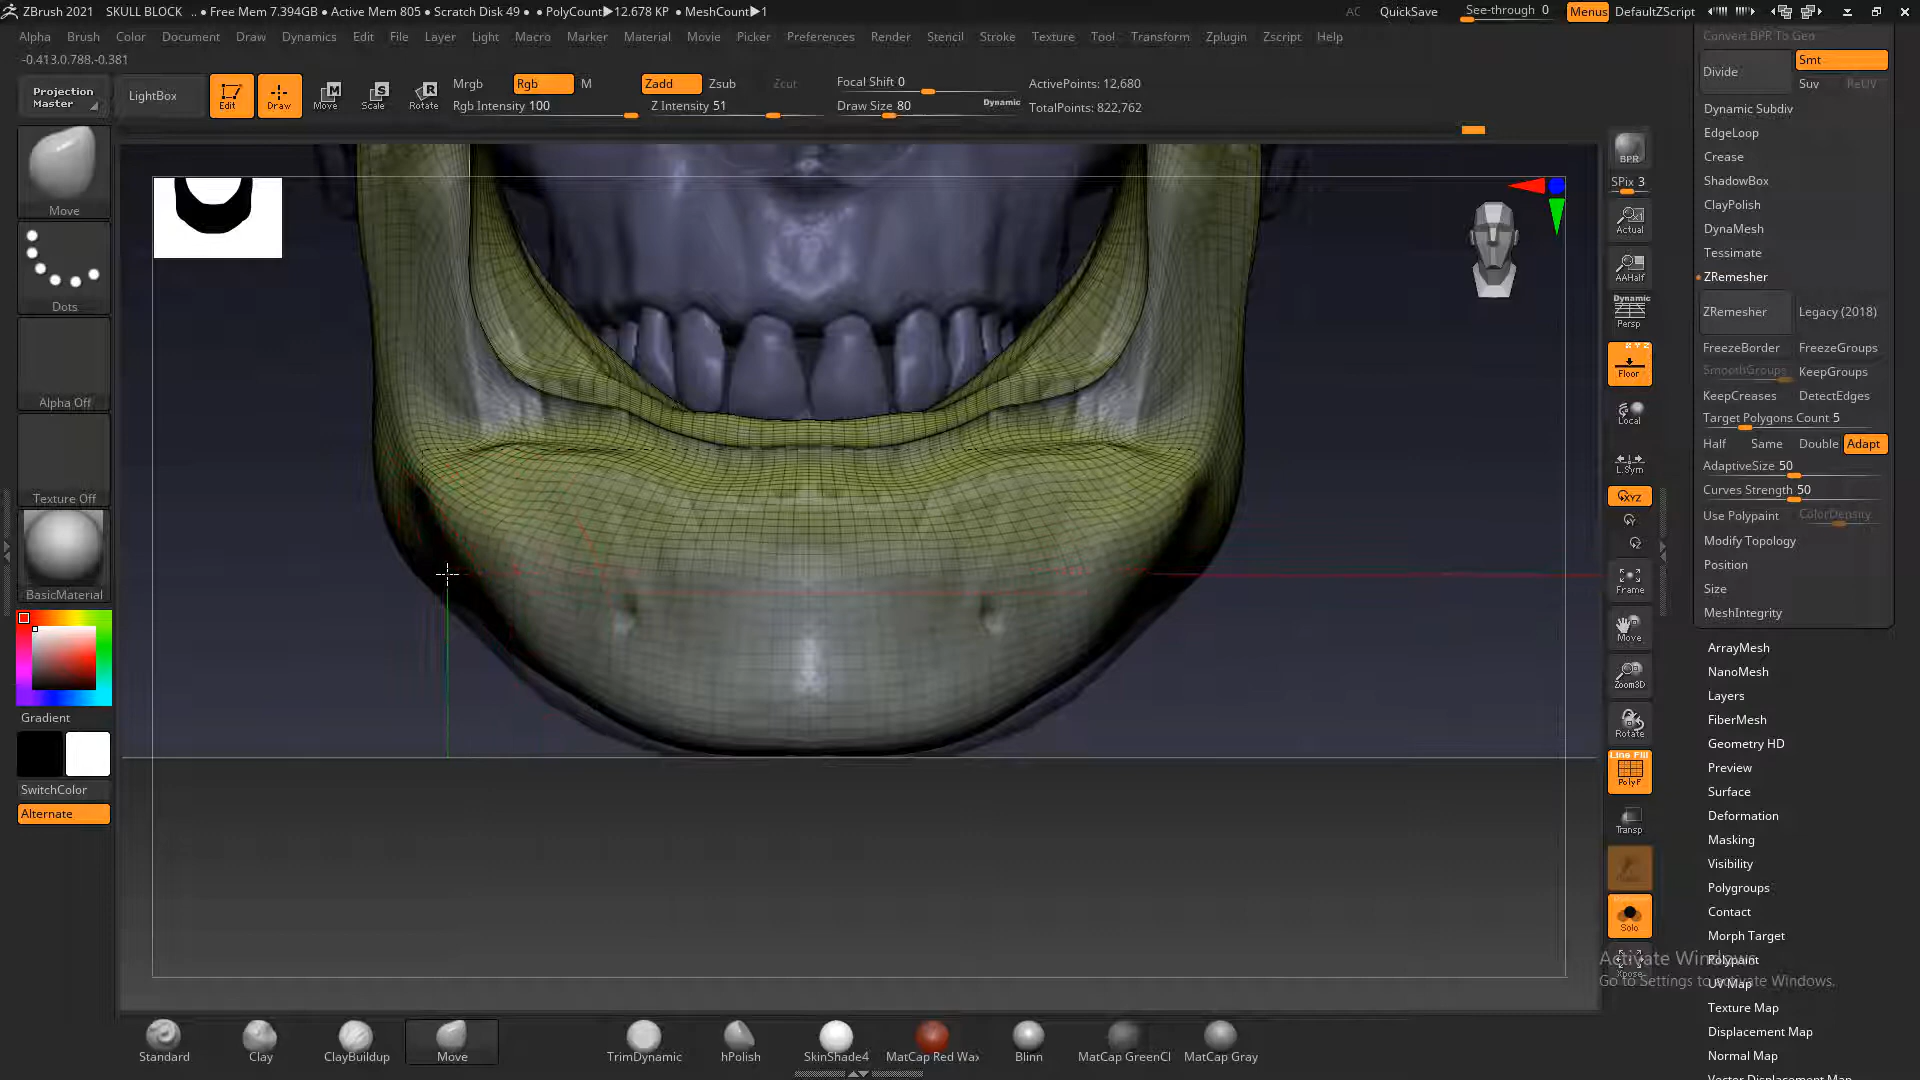 ZBrush 2021 SKULL BLOCK .. ● Free Mem 7.394GB ● Active Mem 805 ● Scratch Disk 49 ● ● PolyCount▶12.678 KP ● MeshCount▶1
AC QuickSave See-through 0 Menus DefaultZScript
Alpha Brush Color Document Draw Dynamics Edit File Layer Light Macro Marker Material Movie Picker Preferences Render Stencil Stroke Texture Tool Transform Zplugin Zscript Help
-0.413,0.788,-0.381
Projection Master
LightBox
Edit
Draw
Move
Scale
Rotate
Mrgb Rgb M
Rgb Intensity 100
Zadd Zsub Zcut
Z Intensity 51
Focal Shift 0
Draw Size 80
Dynamic
ActivePoints: 12,680
TotalPoints: 822,762
Move
Dots
Alpha Off
Texture Off
BasicMaterial
Gradient
SwitchColor
Alternate
BPR
SPix 3
Actual
AAHalf
Dynamic
Persp
X Y Z
Floor
Local
L.Sym
XYZ
Y
Z
Frame
Move
Zoom3D
Rotate
Line Fill
PolyF
Transp
Solo
Xpose
Convert BPR To Geo
Divide
Smt
Suv ReUV
Dynamic Subdiv
EdgeLoop
Crease
ShadowBox
ClayPolish
DynaMesh
Tessimate
ZRemesher
ZRemesher Legacy (2018)
FreezeBorder FreezeGroups
SmoothGroups KeepGroups
KeepCreases DetectEdges
Target Polygons Count 5
Half Same Double Adapt
AdaptiveSize 50
Curves Strength 50
Use Polypaint ColorDensity
Modify Topology
Position
Size
MeshIntegrity
ArrayMesh
NanoMesh
Layers
FiberMesh
Geometry HD
Preview
Surface
Deformation
Masking
Visibility
Polygroups
Contact
Morph Target
Polypaint
UV Map
Texture Map
Displacement Map
Normal Map
Vector Displacement Map
Activate Windows
Go to Settings to activate Windows.
Standard Clay ClayBuildup Move TrimDynamic hPolish SkinShade4 MatCap Red Wax Blinn MatCap GreenCl MatCap Gray